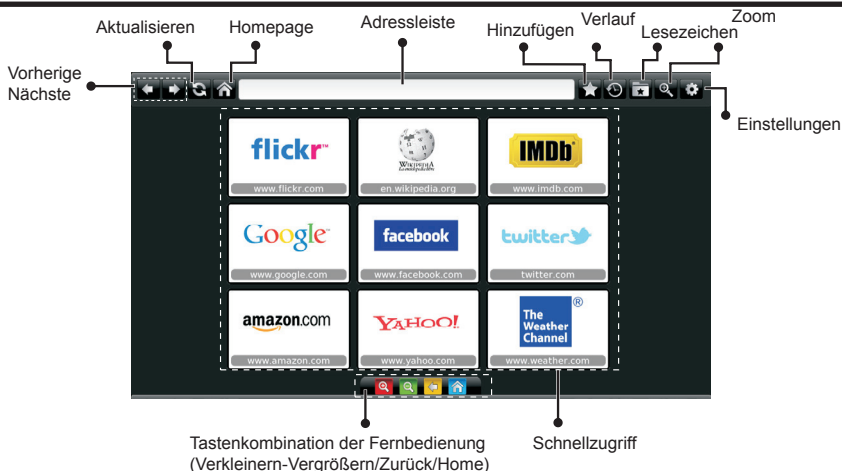 Zoom
Verlauf
Aktualisieren
Homepage
Adressleiste
Hinzufügen
Lesezeichen
Vorherige
Nächste
Einstellungen
flickr™
www.flickr.com
WIKIPEDIA
en.wikipedia.org
IMDb
www.imdb.com
Google
www.google.com
facebook
www.facebook.com
twitter
twitter.com
amazon.com
www.amazon.com
YAHOO!
www.yahoo.com
The
Weather
Channel
®
www.weather.com
Tastenkombination der Fernbedienung
(Verkleinern-Vergrößern/Zurück/Home)
Schnellzugriff